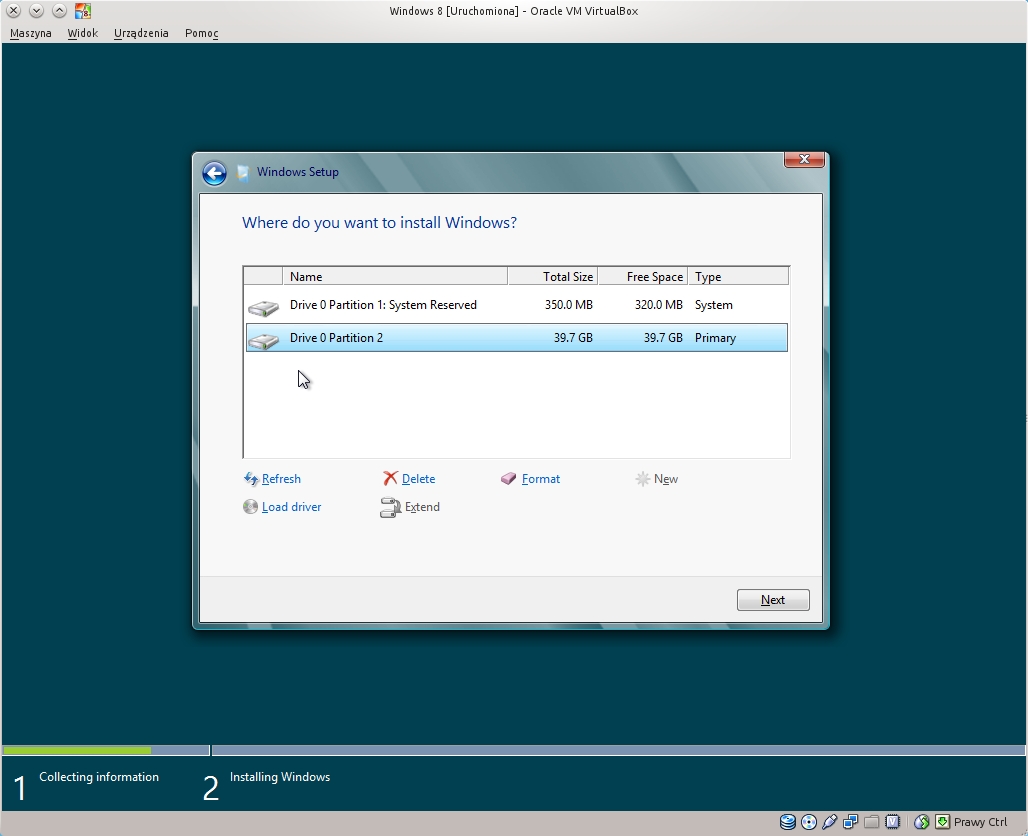 Windows 8 [Uruchomiona] - Oracle VM VirtualBox
Maszyna Widok Urządzenia Pomoc
Windows Setup
Where do you want to install Windows?
Name Total Size Free Space Type
Drive 0 Partition 1: System Reserved 350.0 MB 320.0 MB System
Drive 0 Partition 2 39.7 GB 39.7 GB Primary
Refresh Delete Format New
Load driver Extend
Next
1 Collecting information 2 Installing Windows
Prawy Ctrl